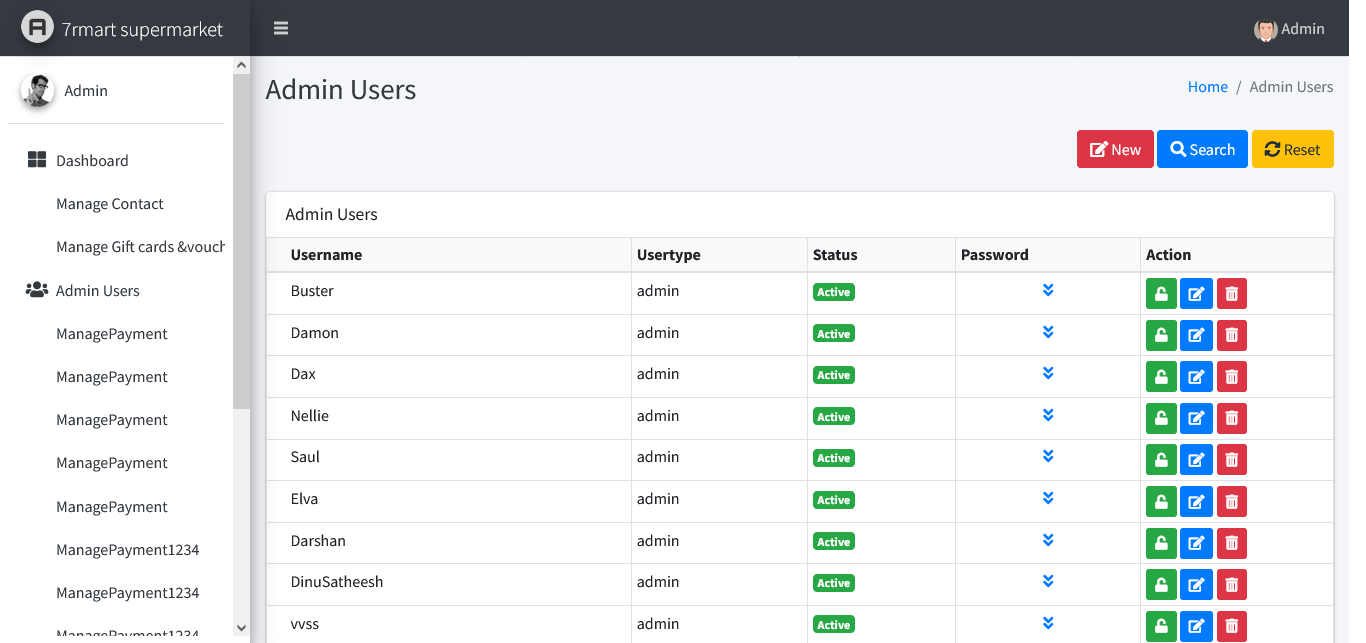 7rmart supermarket
Admin
Admin
Dashboard
Manage Contact
Manage Gift cards &vouch
Admin Users
ManagePayment
ManagePayment
ManagePayment
ManagePayment
ManagePayment
ManagePayment1234
ManagePayment1234
ManagePayment1234
Admin Users
Home / Admin Users
New Search Reset
Admin Users
Username Usertype Status Password Action
Buster admin Active
Damon admin Active
Dax admin Active
Nellie admin Active
Saul admin Active
Elva admin Active
Darshan admin Active
DinuSatheesh admin Active
vvss admin Active